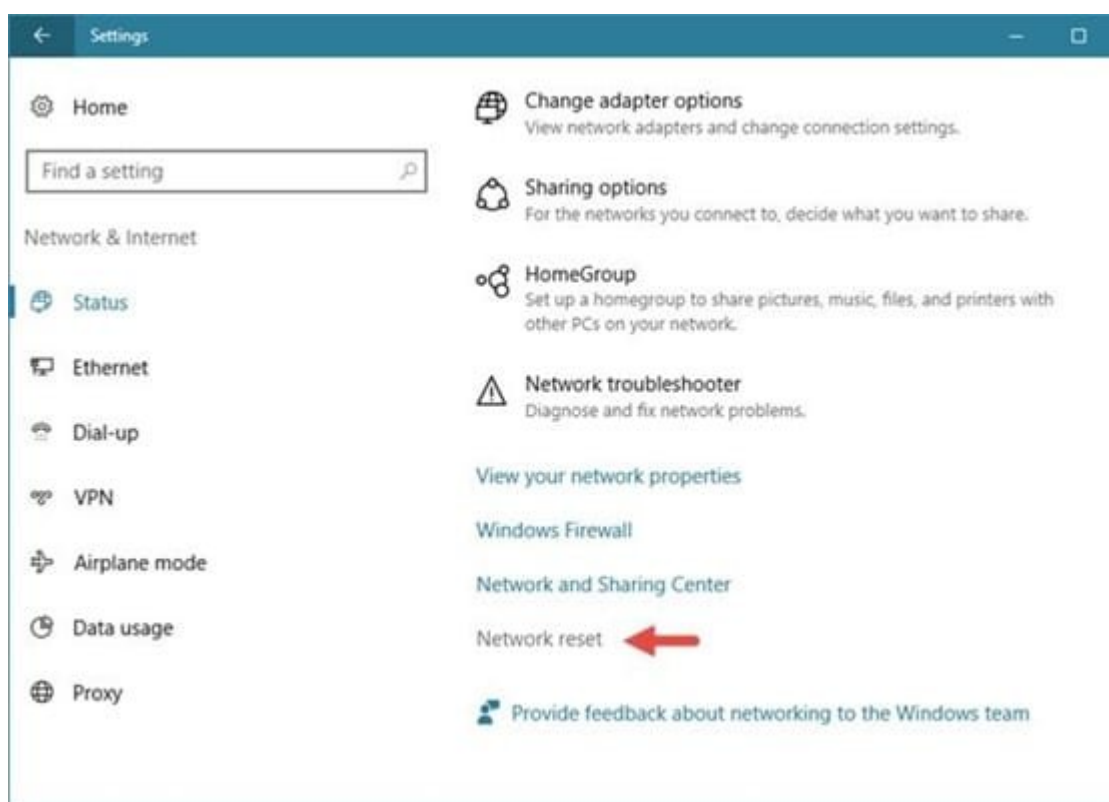 Settings
Home
Find a setting
Network & Internet
Status
Ethernet
Dial-up
VPN
Airplane mode
Data usage
Proxy
Change adapter options
View network adapters and change connection settings.
Sharing options
For the networks you connect to, decide what you want to share.
HomeGroup
Set up a homegroup to share pictures, music, files, and printers with
other PCs on your network.
Network troubleshooter
Diagnose and fix network problems.
View your network properties
Windows Firewall
Network and Sharing Center
Network reset
Provide feedback about networking to the Windows team